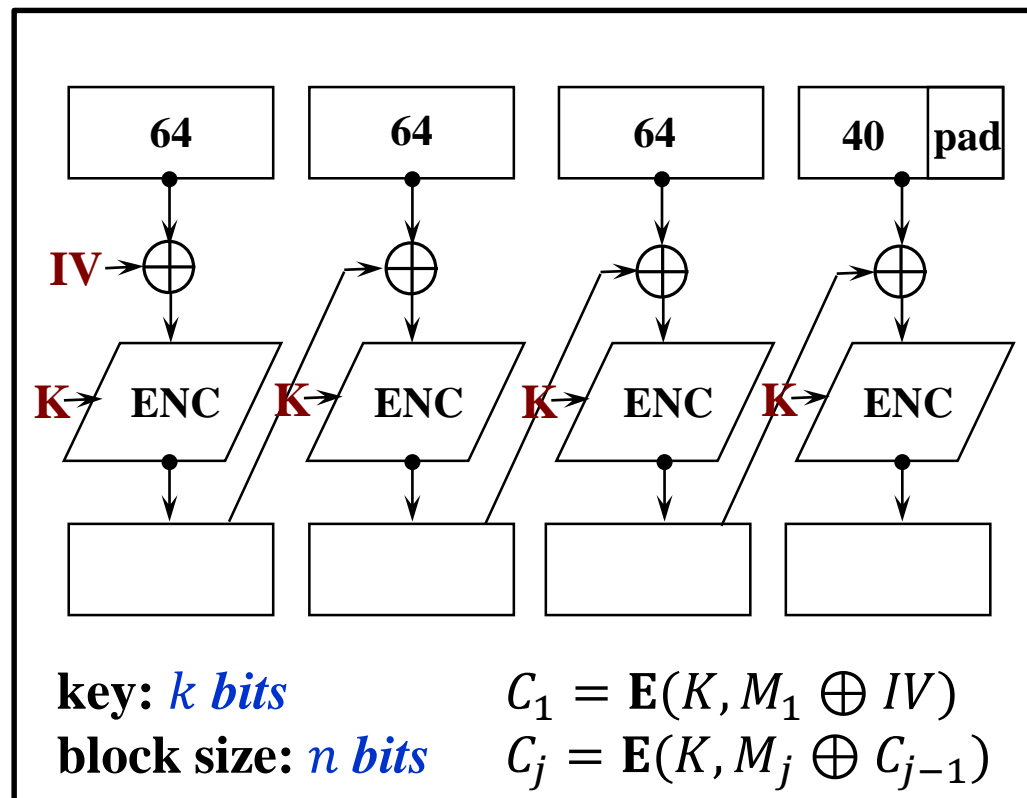 64 64 64 40 pad
IV
K ENC K ENC K ENC K ENC
key: k bits C₁ = E(K, M₁ ⊕ IV)
block size: n bits Cⱼ = E(K, Mⱼ ⊕ Cⱼ₋₁)